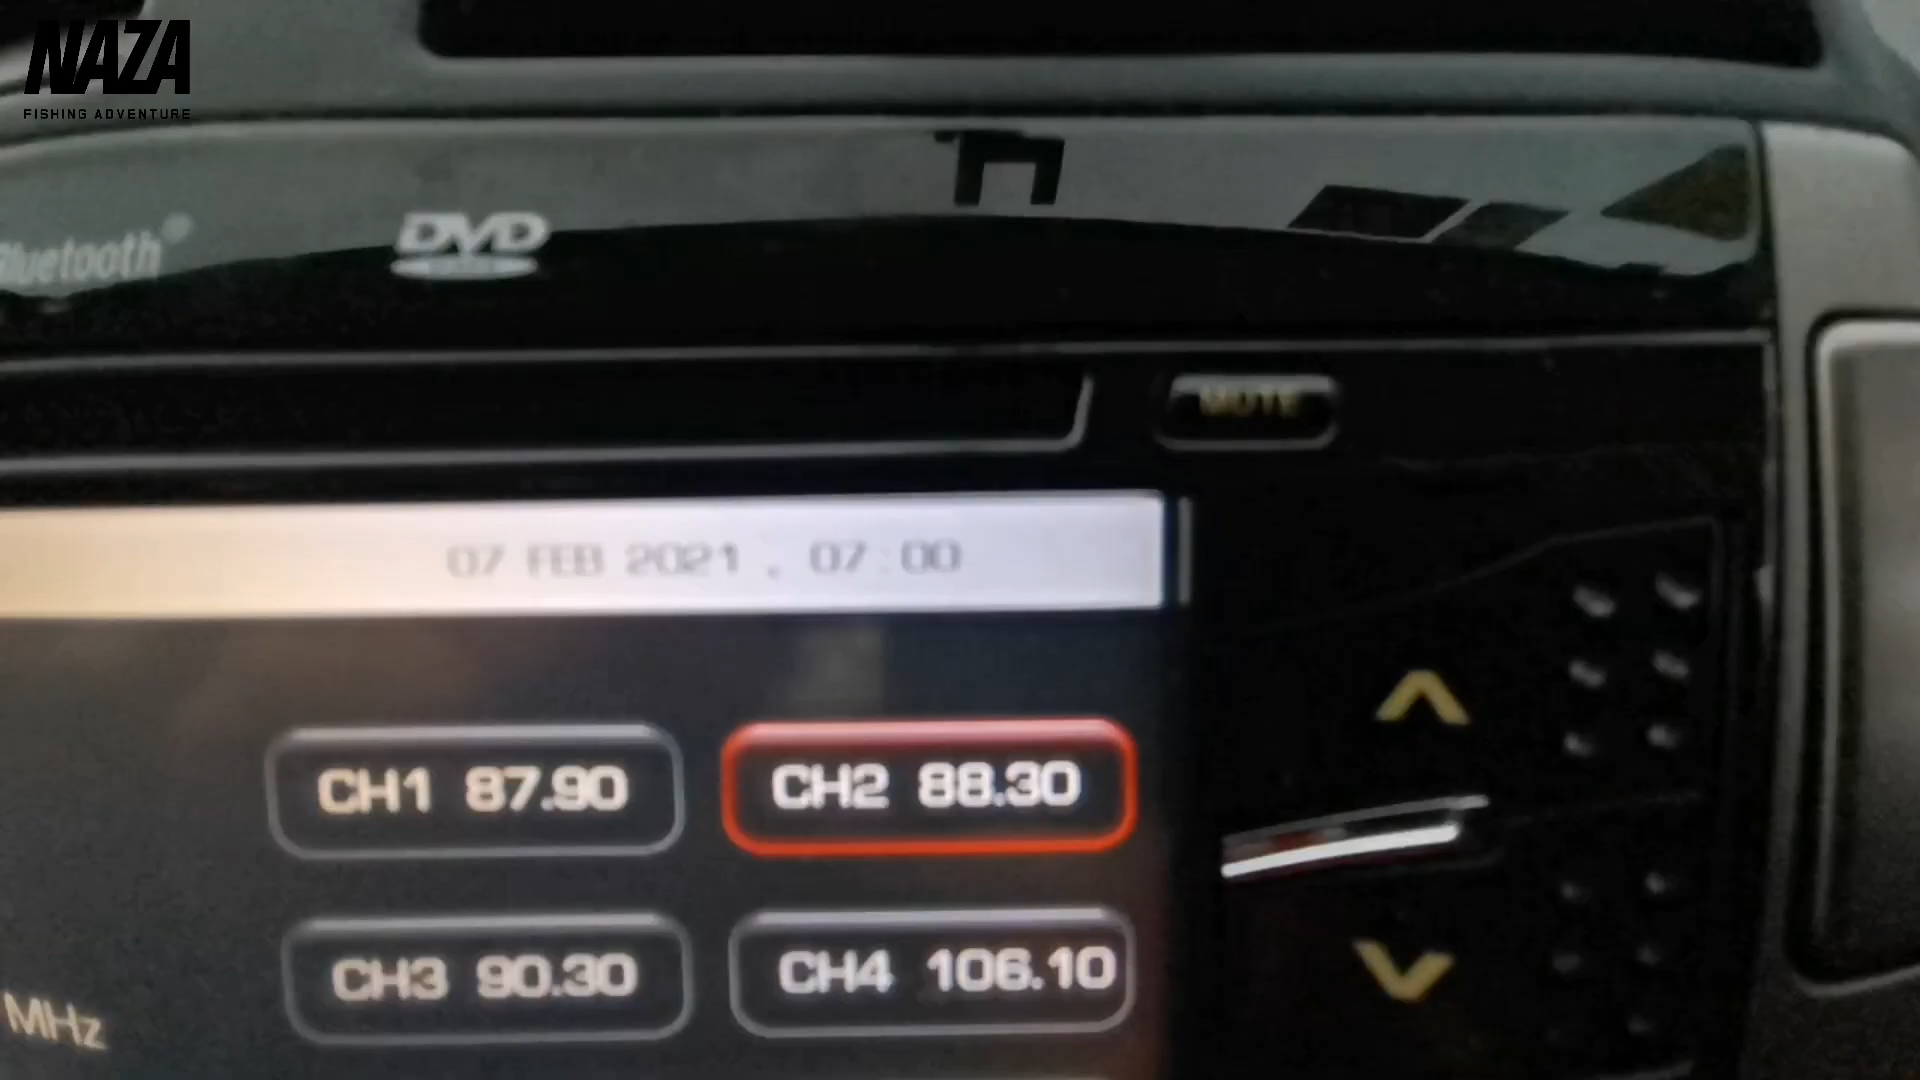 NAZA
FISHING ADVENTURE
Bluetooth®
DVD
MUTE
07 FEB 2021 , 07:00
CH1 87.90
CH2 88.30
CH3 90.30
CH4 106.10
MHz